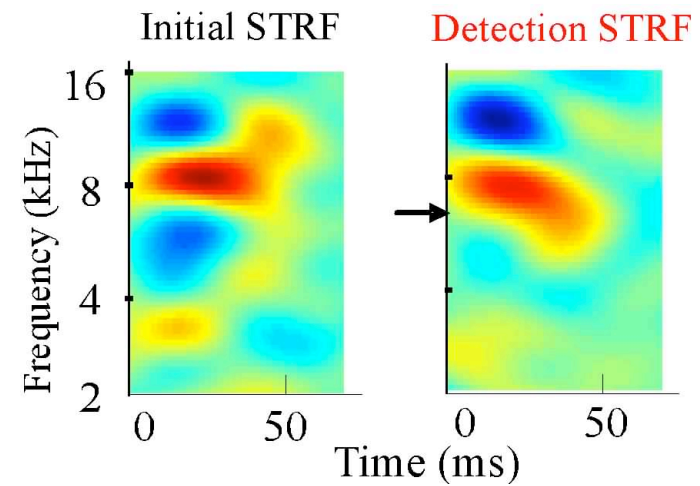 Initial STRF
Detection STRF
Frequency (kHz)
16
8
4
2
0
50
0
50
Time (ms)